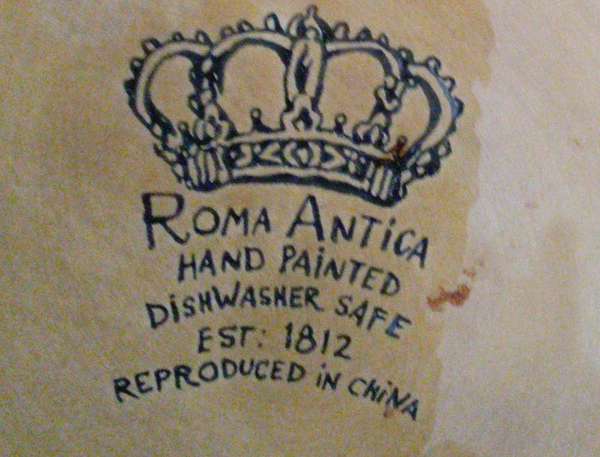 ROMA ANTiCA
HAND PAiNTED
DiSHWASHER SAFE
EST: 1812
REPRODUCED iN CHiNA